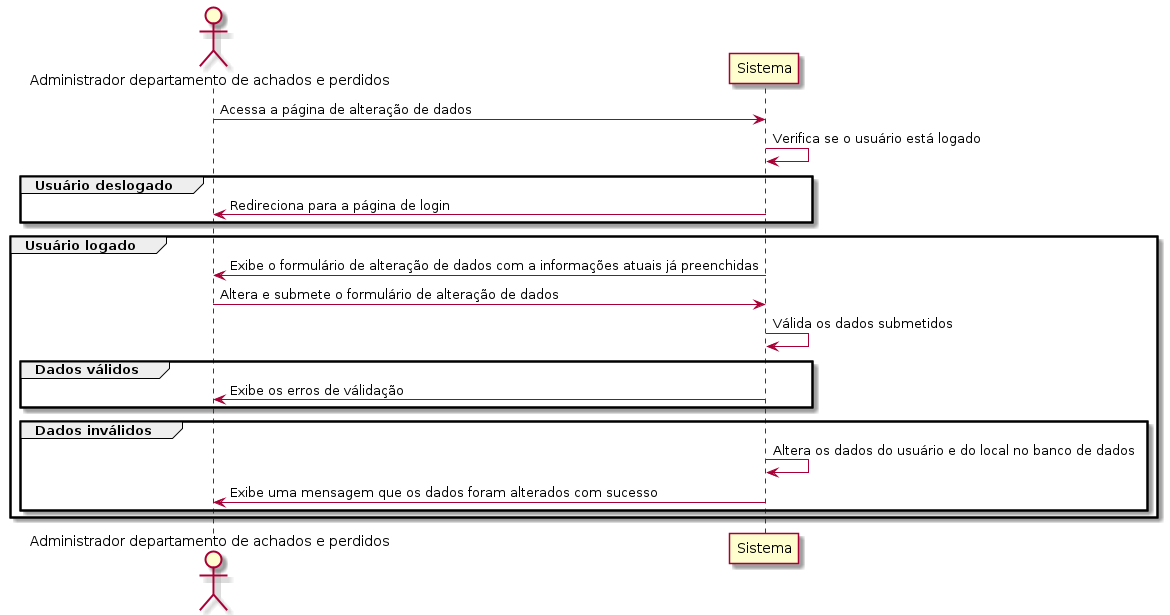 Administrador departamento de achados e perdidos
Sistema
Acessa a página de alteração de dados
Verifica se o usuário está logado
Usuário deslogado
Redireciona para a página de login
Usuário logado
Exibe o formulário de alteração de dados com a informações atuais já preenchidas
Altera e submete o formulário de alteração de dados
Válida os dados submetidos
Dados válidos
Exibe os erros de válidação
Dados inválidos
Altera os dados do usuário e do local no banco de dados
Exibe uma mensagem que os dados foram alterados com sucesso
Administrador departamento de achados e perdidos
Sistema